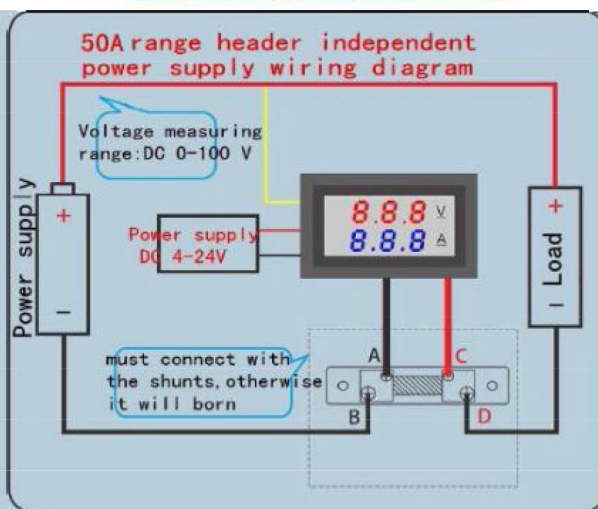 50A range header independent
power supply wiring diagram
Voltage measuring
range:DC 0-100 V
Power supply
+
−
Power supply
DC 4-24V
8.8.8 V
8.8.8 A
+
Load
−
must connect with
the shunts,otherwise
it will born
A
C
B
D